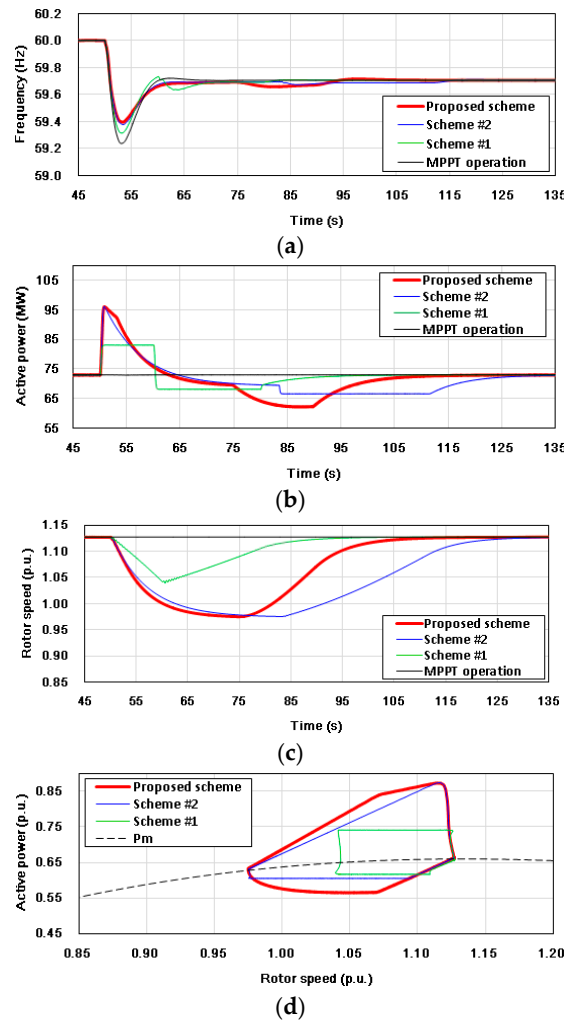 Frequency (Hz)
60.2
60.0
59.8
59.6
59.4
59.2
59.0
Proposed scheme
Scheme #2
Scheme #1
MPPT operation
45 55 65 75 85 95 105 115 125 135
Time (s)
(a)
Active power (MW)
105
95
85
75
65
55
Proposed scheme
Scheme #2
Scheme #1
MPPT operation
45 55 65 75 85 95 105 115 125 135
Time (s)
(b)
Rotor speed (p.u.)
1.15
1.10
1.05
1.00
0.95
0.90
0.85
Proposed scheme
Scheme #2
Scheme #1
MPPT operation
45 55 65 75 85 95 105 115 125 135
Time (s)
(c)
Active power (p.u.)
0.85
0.75
0.65
0.55
0.45
Proposed scheme
Scheme #2
Scheme #1
Pm
0.85 0.90 0.95 1.00 1.05 1.10 1.15 1.20
Rotor speed (p.u.)
(d)